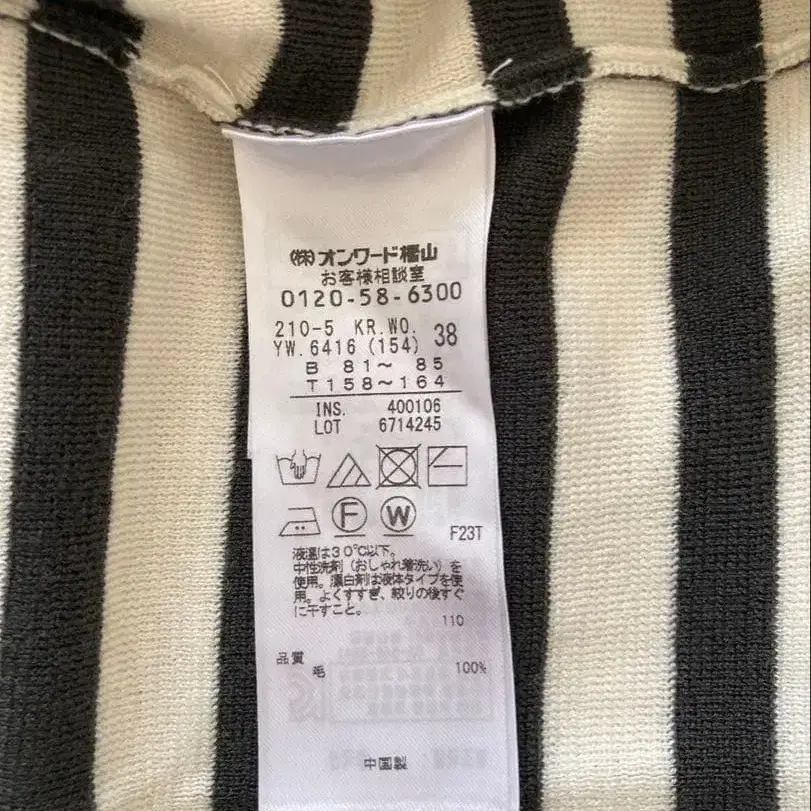 ㈱オンワード樫山
お客様相談室
0120-58-6300
210-5 KR.WO.
YW.6416(154) 38
B 81〜 85
T158〜164
INS. 400106
LOT 6714245
F W
F23T
液温は30℃以下。
中性洗剤(おしゃれ着洗い)を
使用。漂白剤は液体タイプを使
用。よくすすぎ、絞りの後すぐ
に干すこと。
110
品質
毛 100%
中国製